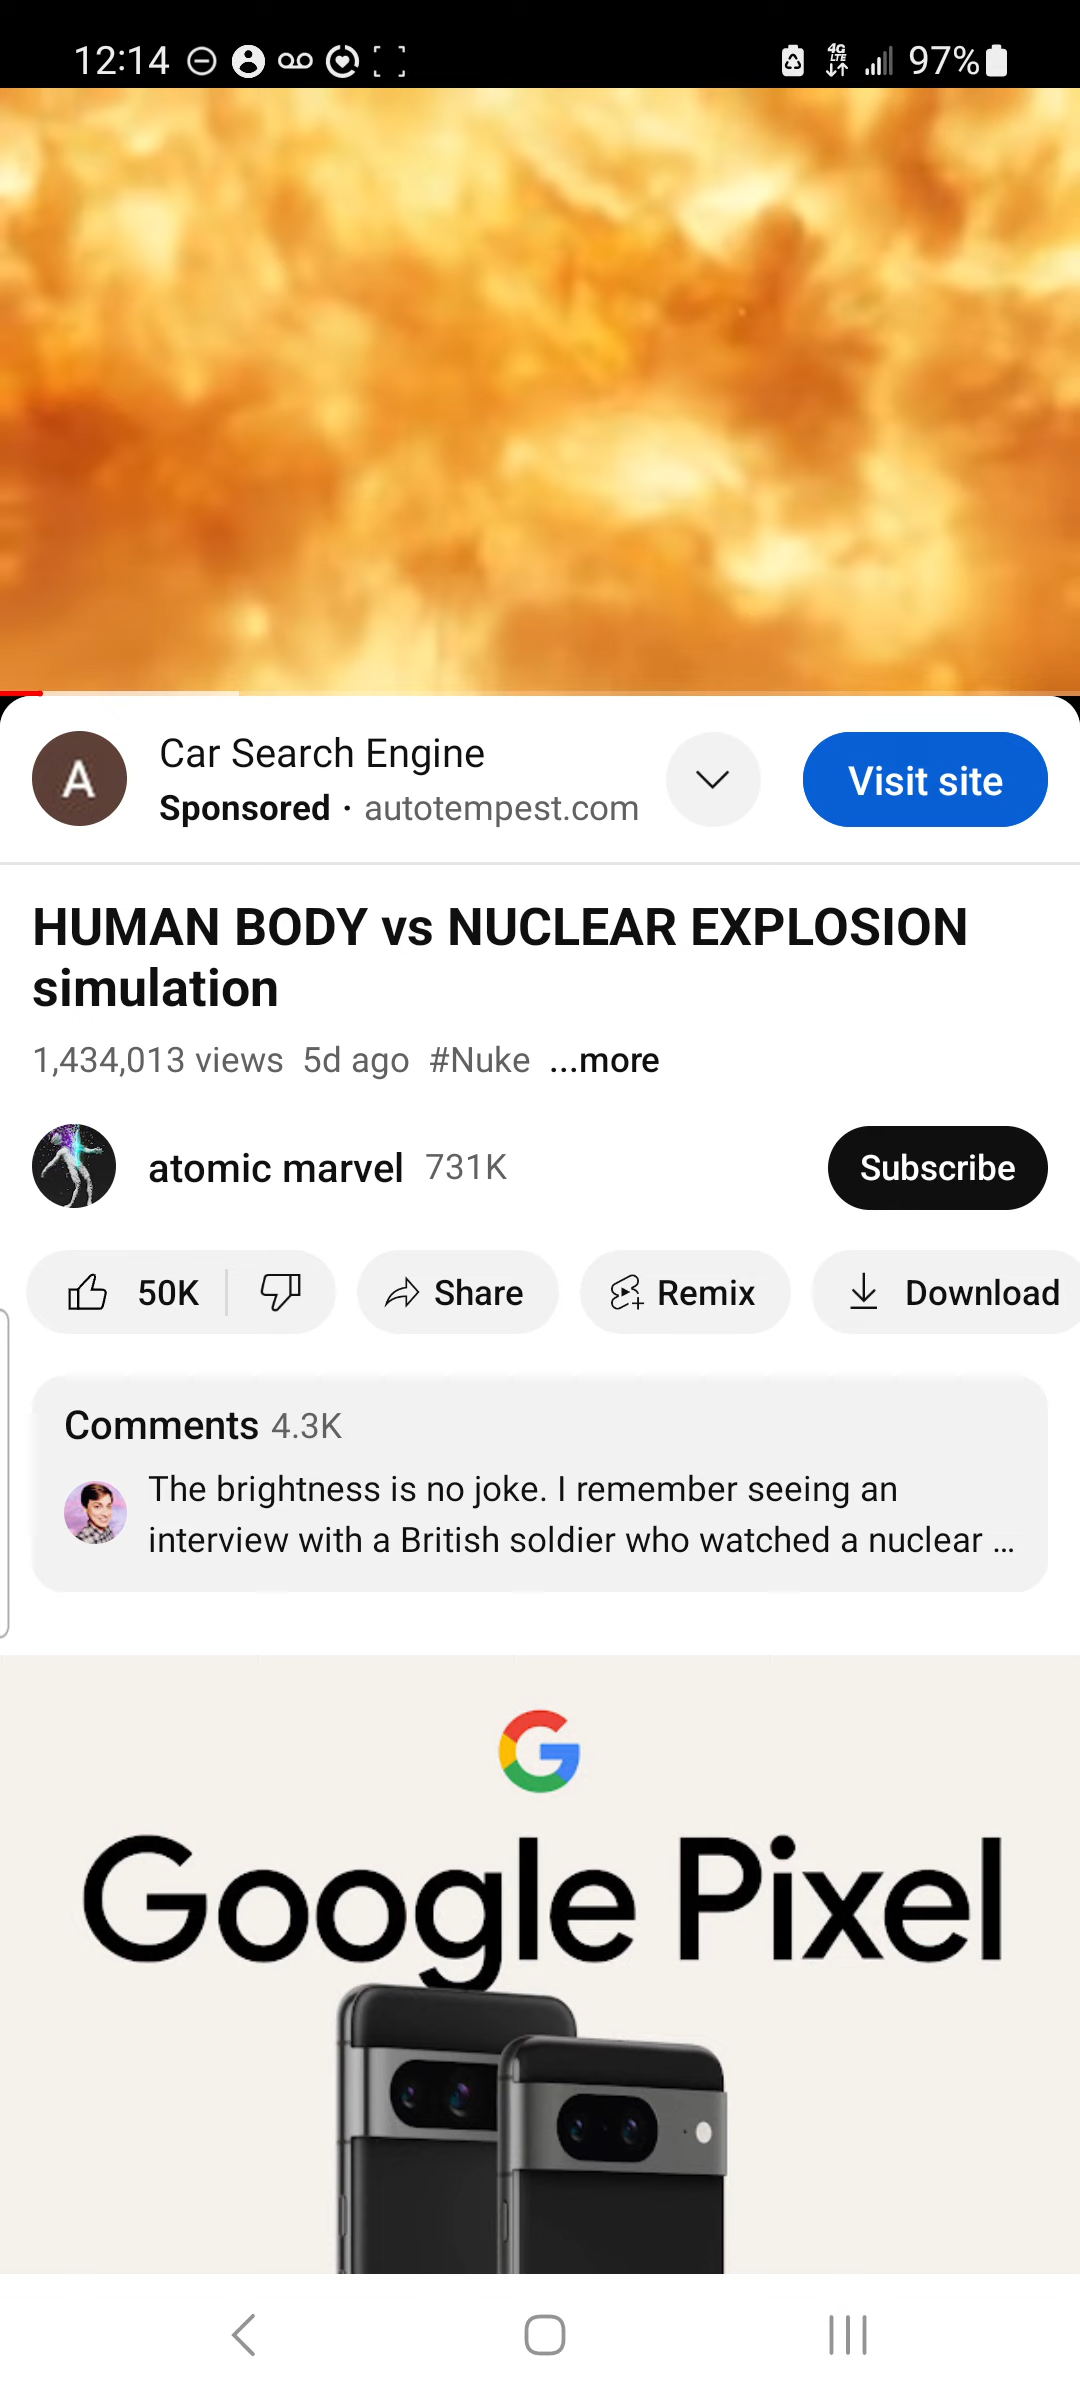 12:14
4G
LTE
97%
A
Car Search Engine
Sponsored · autotempest.com
Visit site
HUMAN BODY vs NUCLEAR EXPLOSION
simulation
1,434,013 views 5d ago #Nuke ...more
atomic marvel 731K
Subscribe
50K
Share
Remix
Download
Comments 4.3K
The brightness is no joke. I remember seeing an
interview with a British soldier who watched a nuclear ...
G
Google Pixel